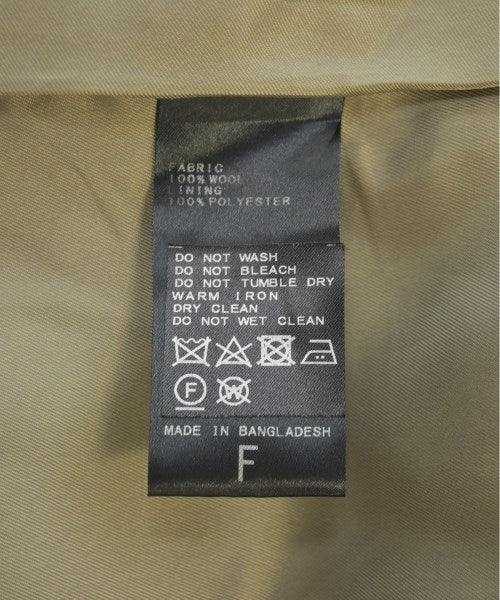 FABRIC
100% WOOL
LINING
100% POLYESTER
DO NOT WASH
DO NOT BLEACH
DO NOT TUMBLE DRY
WARM IRON
DRY CLEAN
DO NOT WET CLEAN
F W
MADE IN BANGLADESH
F